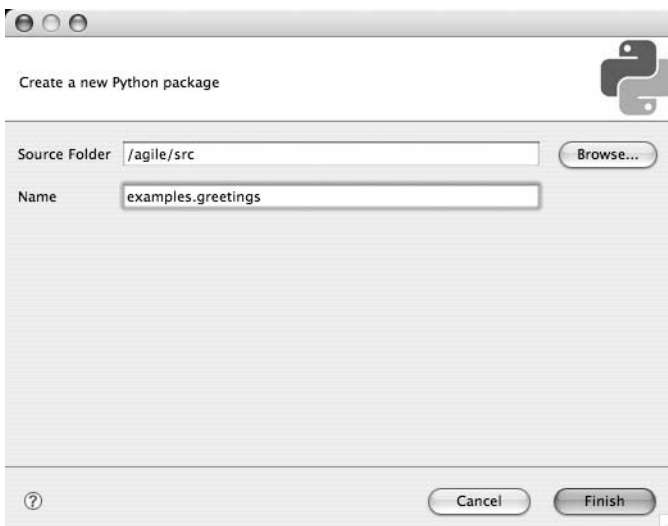 Create a new Python package
Source Folder /agile/src Browse...
Name examples.greetings
? Cancel Finish